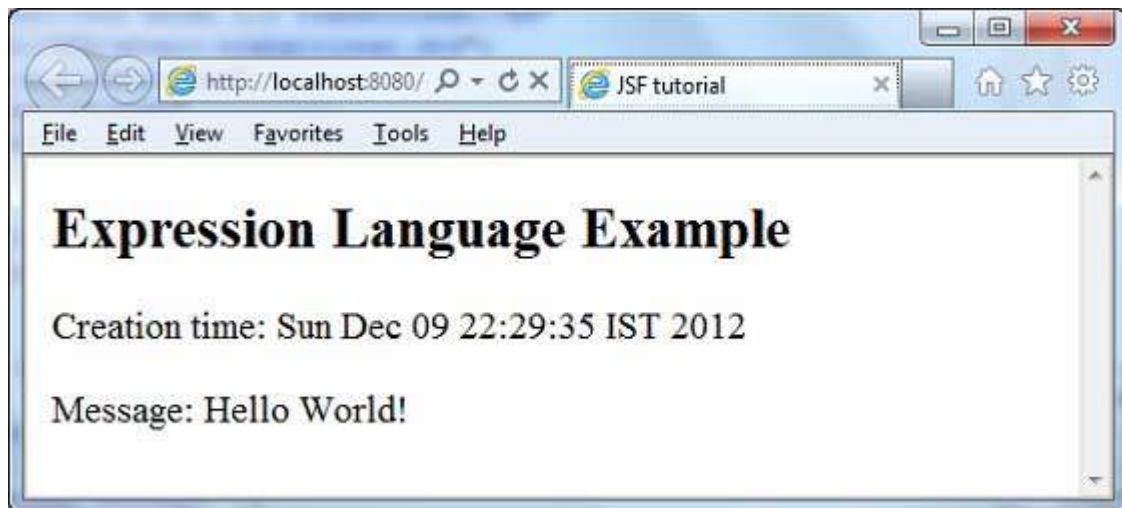 http://localhost:8080/
JSF tutorial
File Edit View Favorites Tools Help
Expression Language Example
Creation time: Sun Dec 09 22:29:35 IST 2012
Message: Hello World!